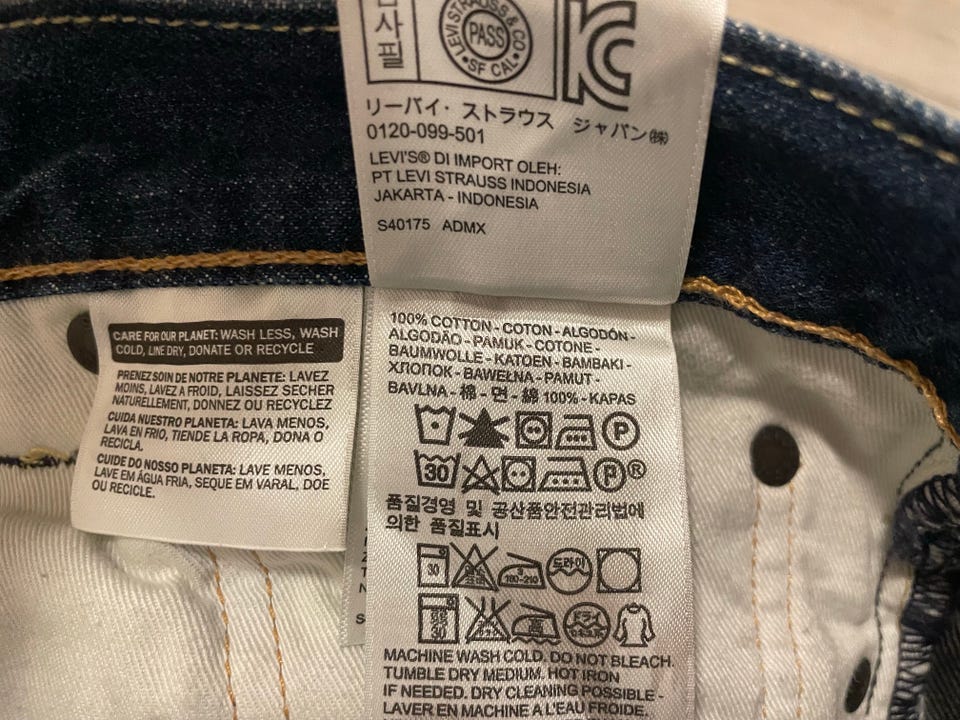 사필
LEVI STRAUSS & CO
PASS
SF CAL
リーバイ・ストラウス ジャパン㈱
0120-099-501
LEVI'S® DI IMPORT OLEH:
PT LEVI STRAUSS INDONESIA
JAKARTA - INDONESIA
S40175 ADMX
CARE FOR OUR PLANET: WASH LESS, WASH
COLD, LINE DRY, DONATE OR RECYCLE
PRENEZ SOIN DE NOTRE PLANETE: LAVEZ
MOINS, LAVEZ A FROID, LAISSEZ SECHER
NATURELLEMENT, DONNEZ OU RECYCLEZ
CUIDA NUESTRO PLANETA: LAVA MENOS,
LAVA EN FRIO, TIENDE LA ROPA, DONA O
RECICLA.
CUIDE DO NOSSO PLANETA: LAVE MENOS,
LAVE EM ÁGUA FRIA, SEQUE EM VARAL, DOE
OU RECICLE.
100% COTTON - COTON - ALGODÓN -
ALGODÃO - PAMUK - COTONE -
BAUMWOLLE - KATOEN - BAMBAKI -
ХЛОПОК - BAWEŁNA - PAMUT -
BAVLNA - 棉 - 면 - 綿 100% - KAPAS
P
30 P®
품질경영 및 공산품안전관리법에
의한 품질표시
30 3 180-210 드라이
30 ドライ
MACHINE WASH COLD. DO NOT BLEACH.
TUMBLE DRY MEDIUM. HOT IRON
IF NEEDED. DRY CLEANING POSSIBLE -
LAVER EN MACHINE A L'EAU FROIDE.